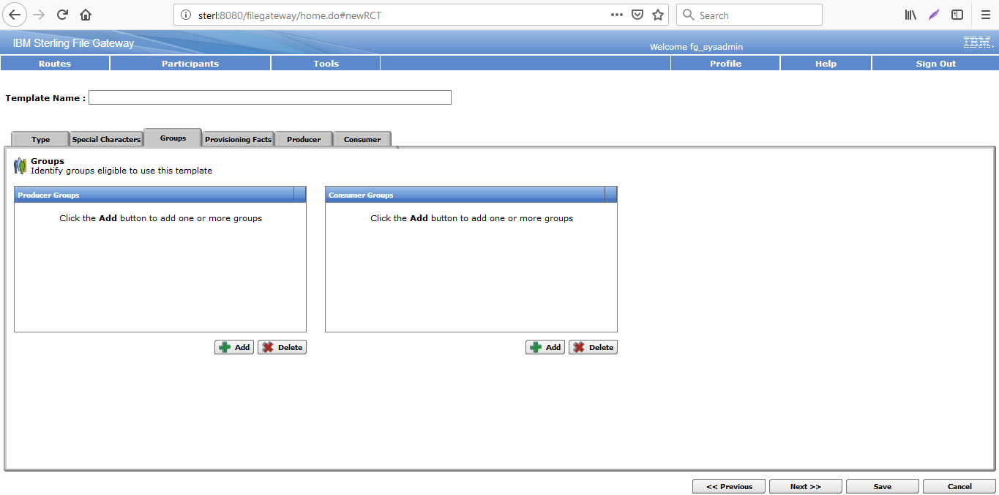 sterl:8080/filegateway/home.do#newRCT
Search
IBM Sterling File Gateway
Welcome fg_sysadmin
IBM.
Routes Participants Tools Profile Help Sign Out
Template Name :
Type Special Characters Groups Provisioning Facts Producer Consumer
Groups
Identify groups eligible to use this template
Producer Groups
Click the Add button to add one or more groups
Add Delete
Consumer Groups
Click the Add button to add one or more groups
Add Delete
<< Previous Next >> Save Cancel